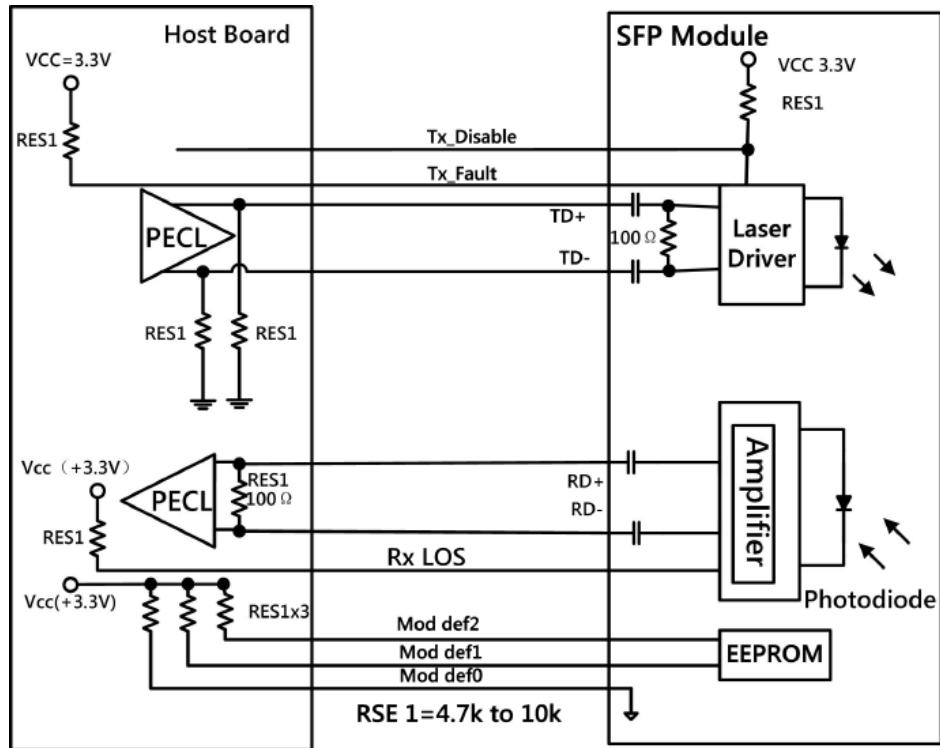 Host Board
SFP Module
VCC=3.3V
VCC 3.3V
RES1
RES1
Tx_Disable
Tx_Fault
PECL
TD+
100Ω
TD-
Laser
Driver
RES1
RES1
Vcc（+3.3V）
PECL
RES1
100Ω
RD+
RD-
Amplifier
RES1
Rx LOS
Vcc(+3.3V)
RES1x3
Photodiode
Mod def2
Mod def1
Mod def0
EEPROM
RSE 1=4.7k to 10k